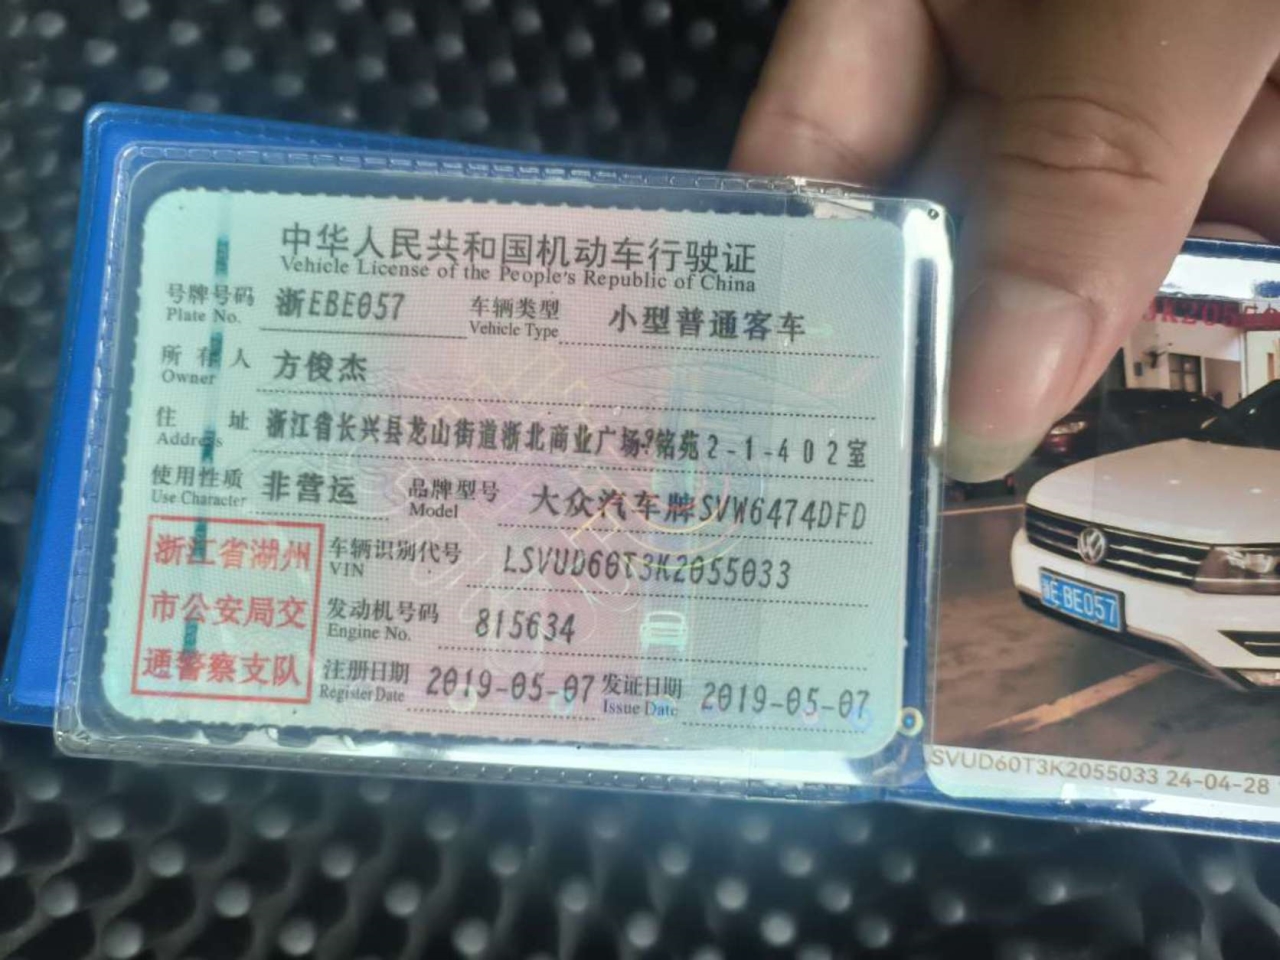 中华人民共和国机动车行驶证
Vehicle License of the People's Republic of China
号牌号码 浙EBE057 车辆类型 小型普通客车
Plate No. Vehicle Type
所有人 方俊杰
Owner
住址 浙江省长兴县龙山街道浙北商业广场?铭苑2-1-402室
Address
使用性质 非营运 品牌型号 大众汽车牌SVW6474DFD
Use Character Model
车辆识别代号 LSVUD60T3K2055033
VIN
发动机号码 815634
Engine No.
注册日期 2019-05-07 发证日期 2019-05-07
Register Date Issue Date
浙江省湖州
市公安局交
通警察支队
浙E·BE057
SVUD60T3K2055033 24-04-28